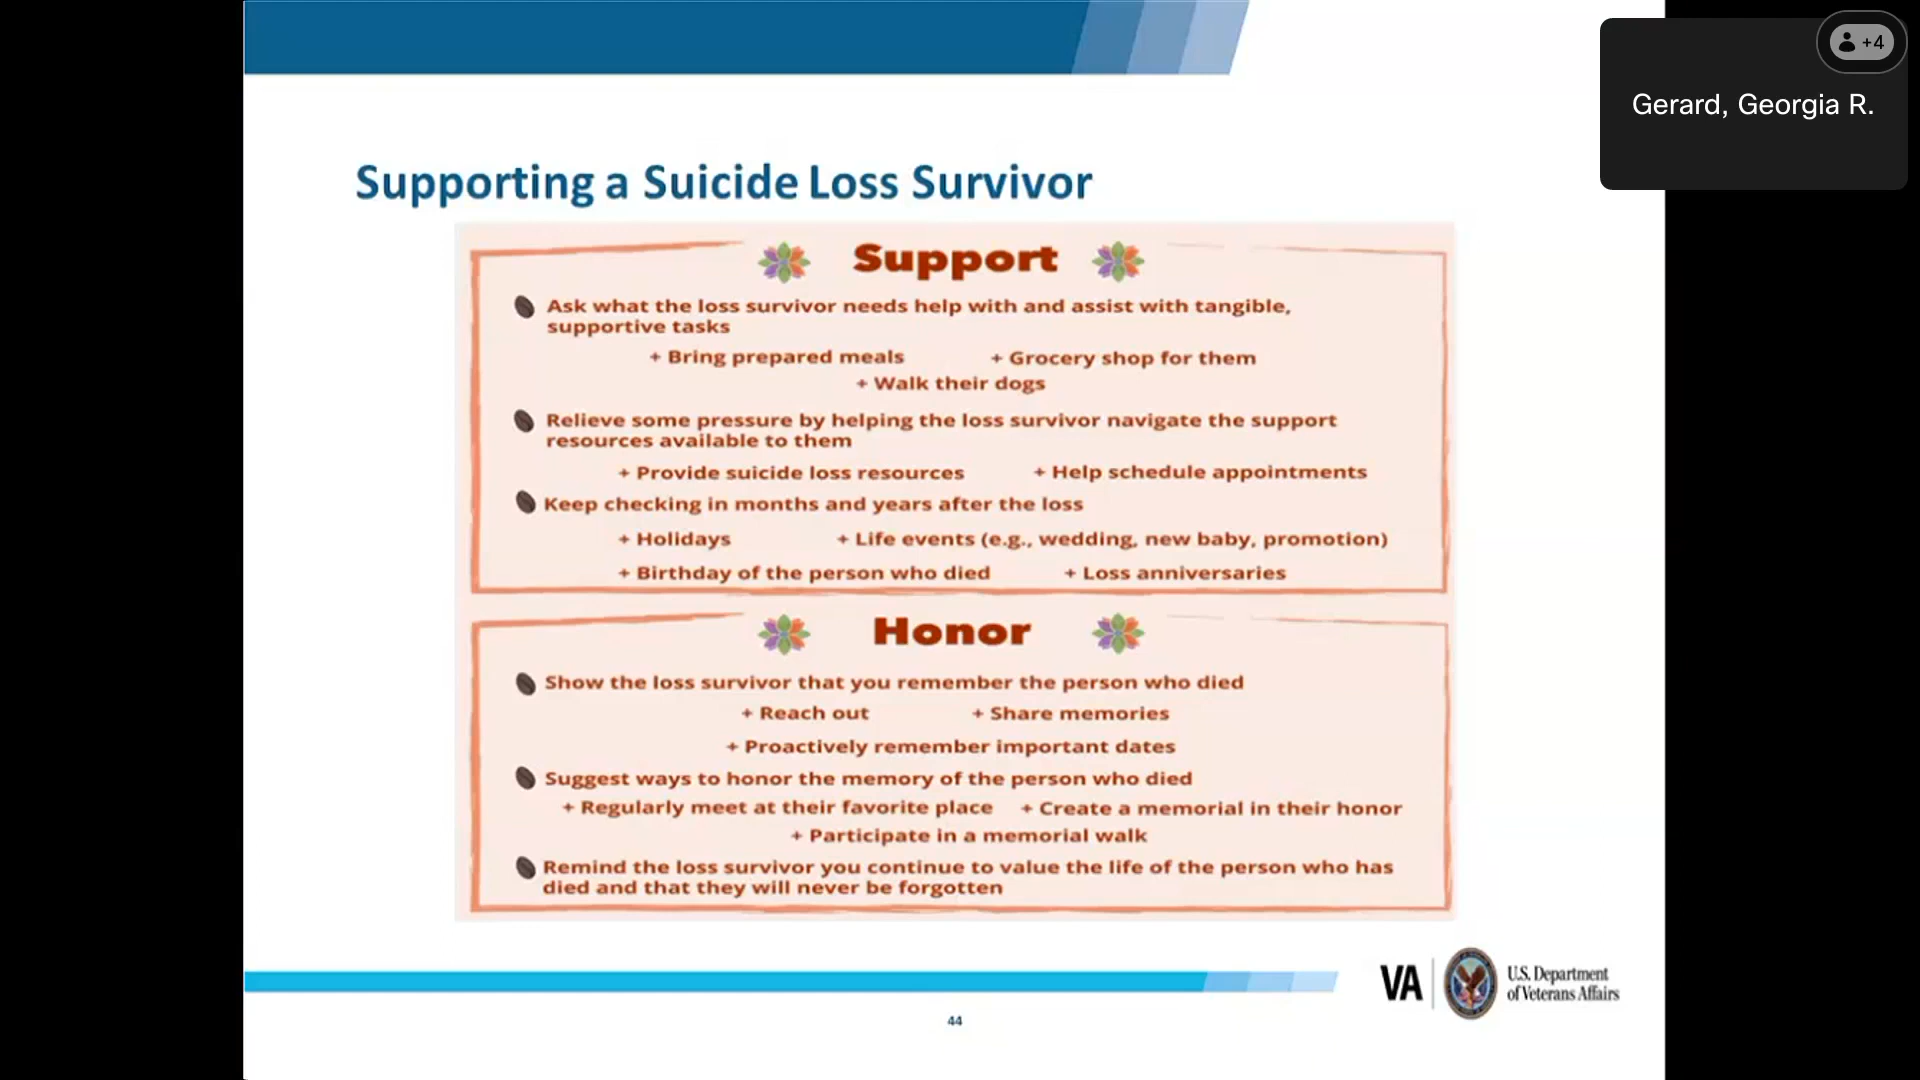 +4
Gerard, Georgia R.
Supporting a Suicide Loss Survivor
Support
Ask what the loss survivor needs help with and assist with tangible,
supportive tasks
+ Bring prepared meals + Grocery shop for them
+ Walk their dogs
Relieve some pressure by helping the loss survivor navigate the support
resources available to them
+ Provide suicide loss resources + Help schedule appointments
Keep checking in months and years after the loss
+ Holidays + Life events (e.g., wedding, new baby, promotion)
+ Birthday of the person who died + Loss anniversaries
Honor
Show the loss survivor that you remember the person who died
+ Reach out + Share memories
+ Proactively remember important dates
Suggest ways to honor the memory of the person who died
+ Regularly meet at their favorite place + Create a memorial in their honor
+ Participate in a memorial walk
Remind the loss survivor you continue to value the life of the person who has
died and that they will never be forgotten
VA
U.S. Department
of Veterans Affairs
44